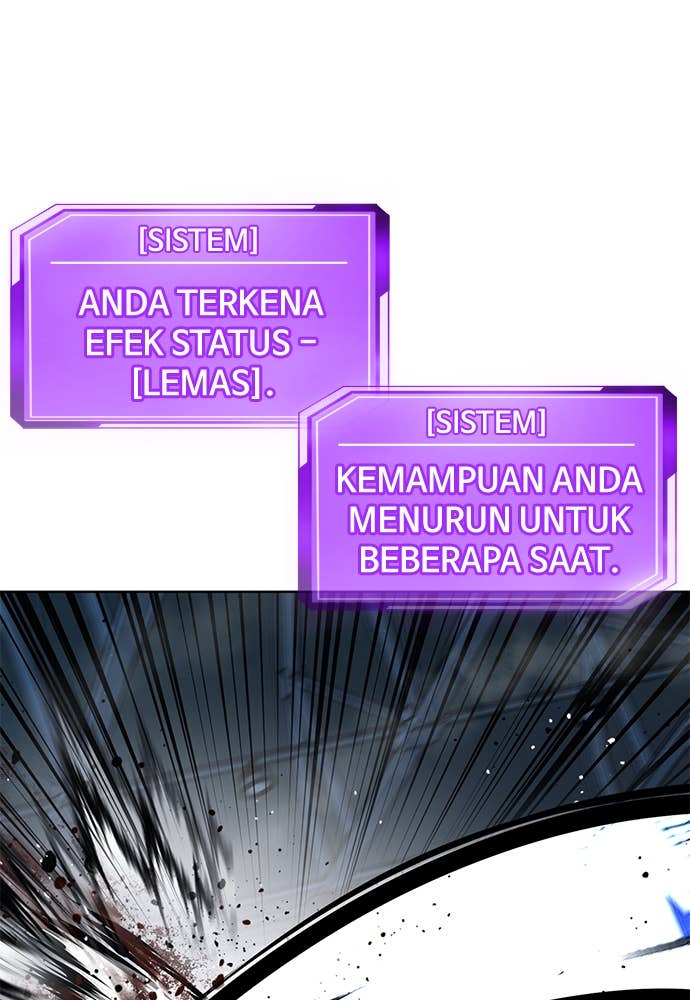 [SISTEM]
ANDA TERKENA
EFEK STATUS –
[LEMAS].
[SISTEM]
KEMAMPUAN ANDA
MENURUN UNTUK
BEBERAPA SAAT.